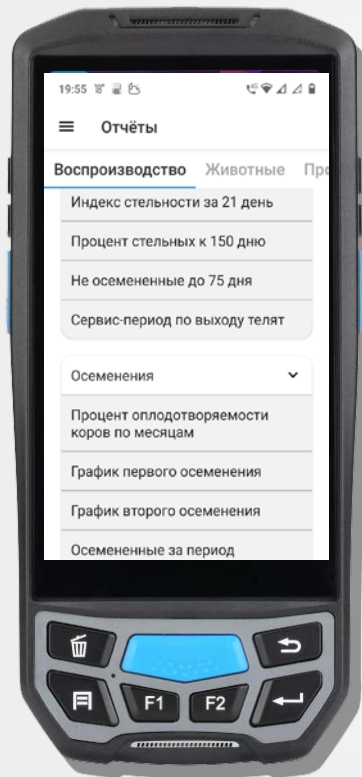 19:55 18°
Отчёты
Воспроизводство Животные Про
Индекс стельности за 21 день
Процент стельных к 150 дню
Не осемененные до 75 дня
Сервис-период по выходу телят
Осеменения
Процент оплодотворяемости
коров по месяцам
График первого осеменения
График второго осеменения
Осемененные за период
F1 F2